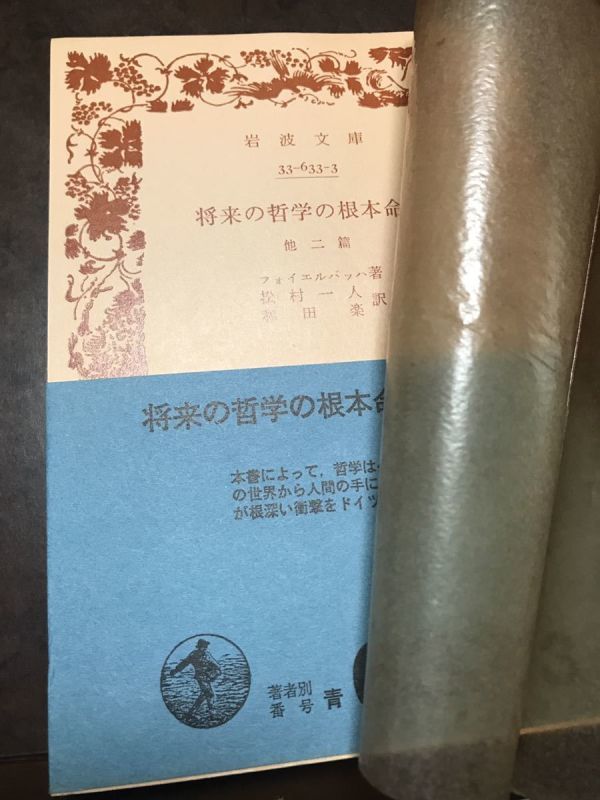 岩波文庫
33-633-3
将来の哲学の根本命
他二篇
フォイエルバッハ著
松村一人
和田楽 訳
将来の哲学の根本命
本書によって，哲学は
の世界から人間の手に
が根深い衝撃をドイツ
著者別
番号 青